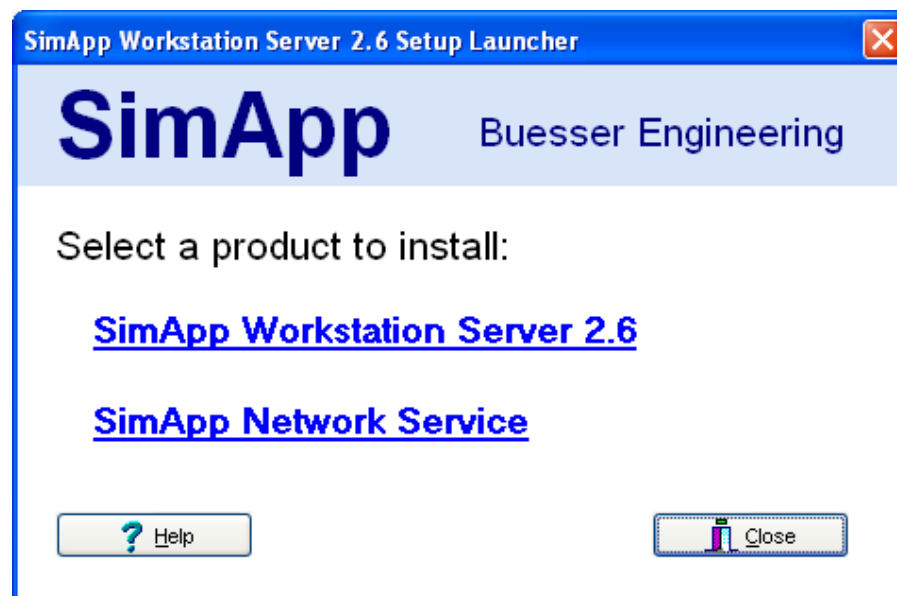 SimApp Workstation Server 2.6 Setup Launcher
SimApp Buesser Engineering
Select a product to install:
SimApp Workstation Server 2.6
SimApp Network Service
Help
Close